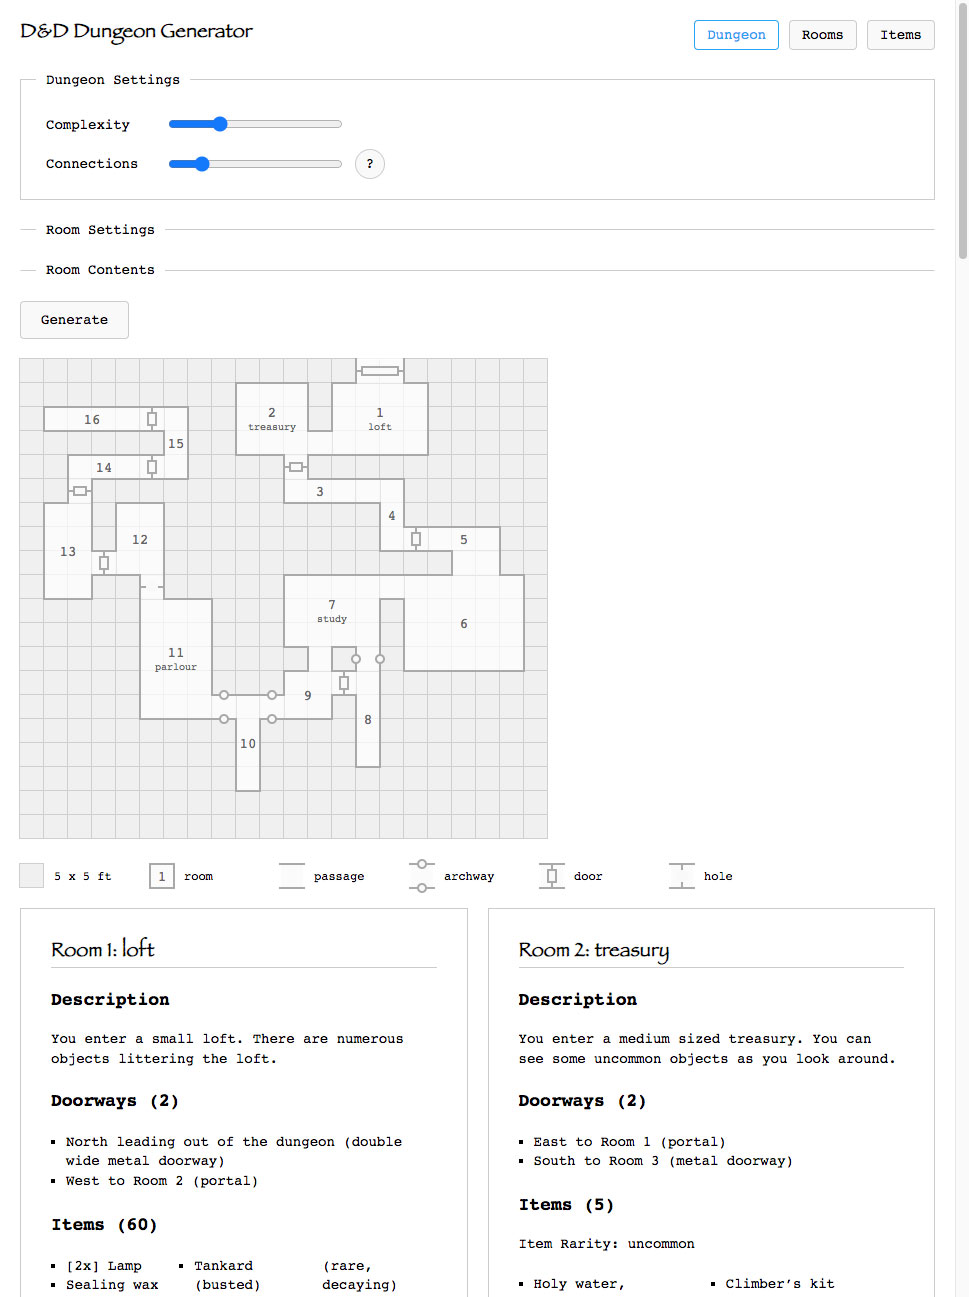 D&D Dungeon Generator
Dungeon Rooms Items
Dungeon Settings
Complexity
Connections ?
Room Settings
Room Contents
Generate
2
treasury
1
loft
16
15
14
3
4
5
13
12
7
study
6
11
parlour
9
8
10
5 x 5 ft 1 room passage archway door hole
Room 1: loft
Description
You enter a small loft. There are numerous
objects littering the loft.
Doorways (2)
▪ North leading out of the dungeon (double
wide metal doorway)
▪ West to Room 2 (portal)
Items (60)
▪ [2x] Lamp
▪ Sealing wax
▪ Tankard
(busted)
(rare,
decaying)
Room 2: treasury
Description
You enter a medium sized treasury. You can
see some uncommon objects as you look around.
Doorways (2)
▪ East to Room 1 (portal)
▪ South to Room 3 (metal doorway)
Items (5)
Item Rarity: uncommon
▪ Holy water,
▪ Climber’s kit